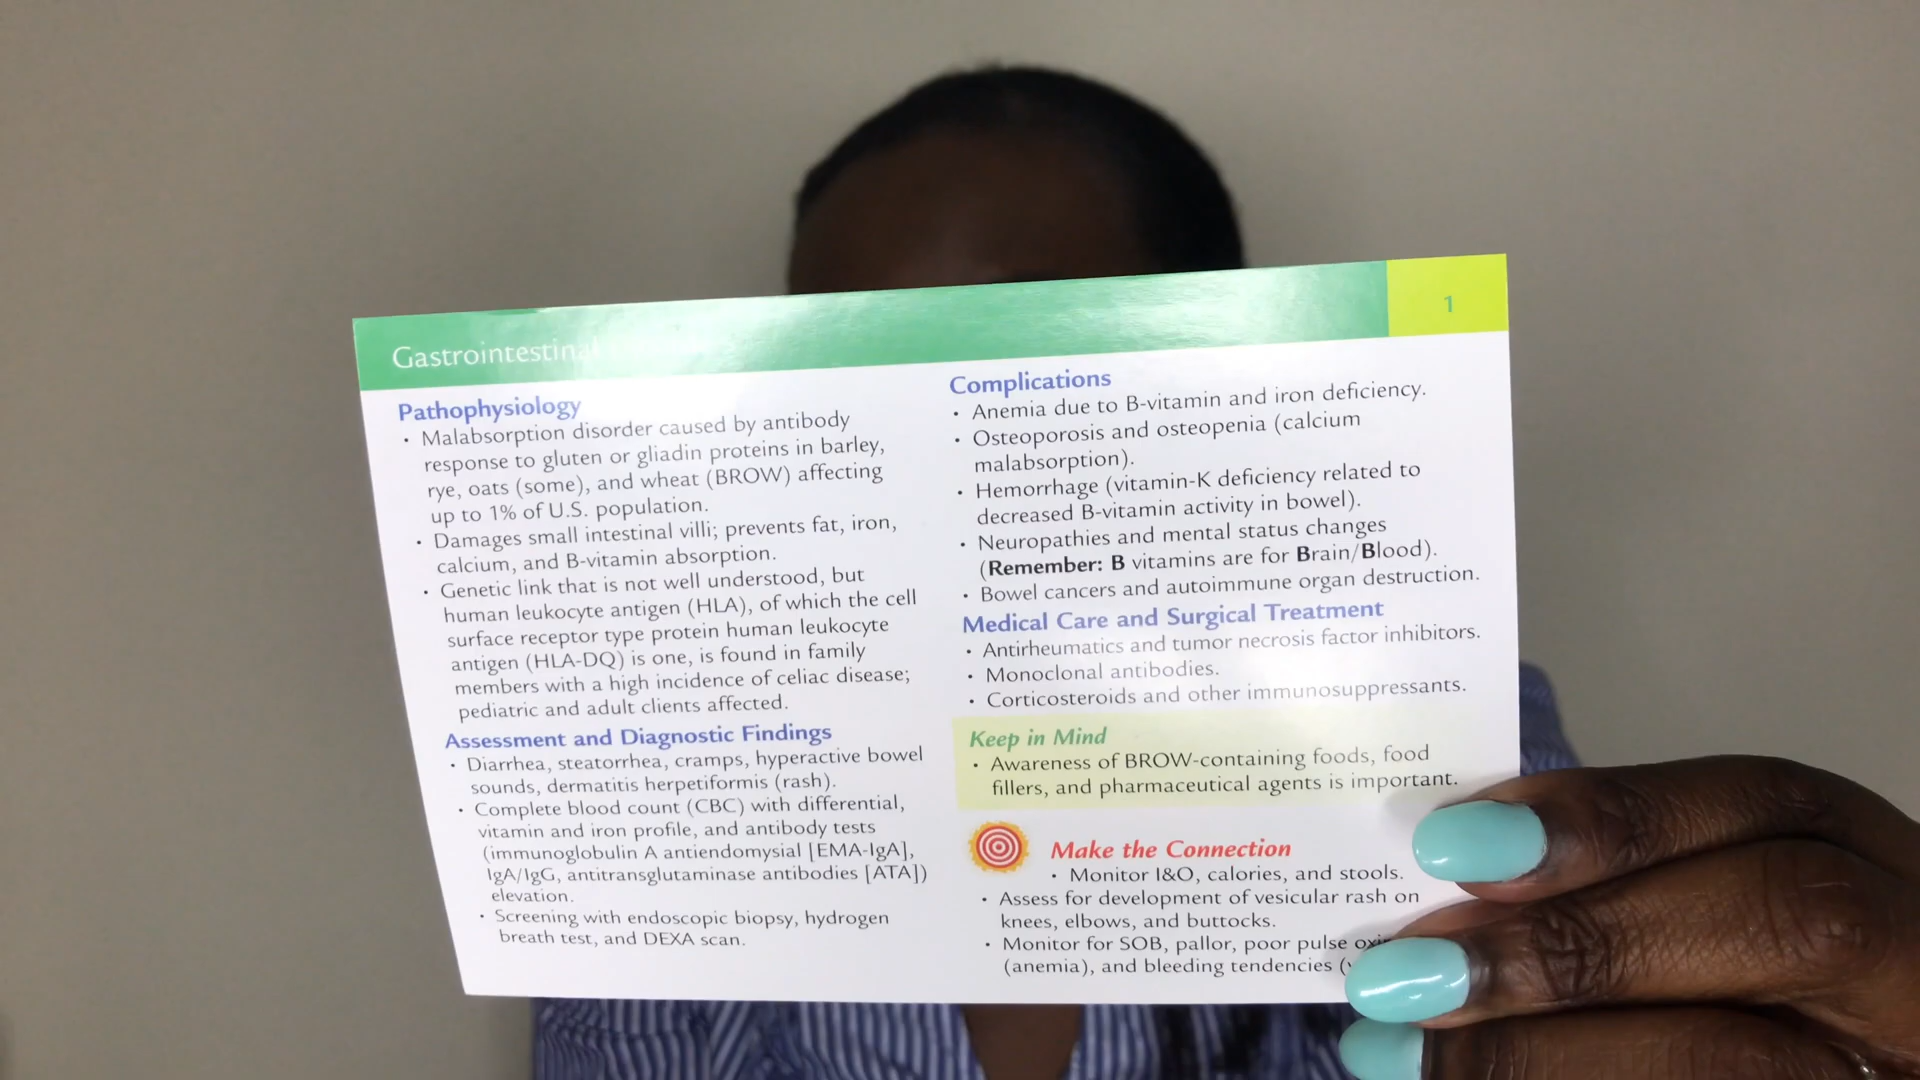 Gastrointestinal
1
Pathophysiology
• Malabsorption disorder caused by antibody
response to gluten or gliadin proteins in barley,
rye, oats (some), and wheat (BROW) affecting
up to 1% of U.S. population.
• Damages small intestinal villi; prevents fat, iron,
calcium, and B-vitamin absorption.
• Genetic link that is not well understood, but
human leukocyte antigen (HLA), of which the cell
surface receptor type protein human leukocyte
antigen (HLA-DQ) is one, is found in family
members with a high incidence of celiac disease;
pediatric and adult clients affected.
Assessment and Diagnostic Findings
• Diarrhea, steatorrhea, cramps, hyperactive bowel
sounds, dermatitis herpetiformis (rash).
• Complete blood count (CBC) with differential,
vitamin and iron profile, and antibody tests
(immunoglobulin A antiendomysial [EMA-IgA],
IgA/IgG, antitransglutaminase antibodies [ATA])
elevation.
• Screening with endoscopic biopsy, hydrogen
breath test, and DEXA scan.
Complications
• Anemia due to B-vitamin and iron deficiency.
• Osteoporosis and osteopenia (calcium
malabsorption).
• Hemorrhage (vitamin-K deficiency related to
decreased B-vitamin activity in bowel).
• Neuropathies and mental status changes
(Remember: B vitamins are for Brain/Blood).
• Bowel cancers and autoimmune organ destruction.
Medical Care and Surgical Treatment
• Antirheumatics and tumor necrosis factor inhibitors.
• Monoclonal antibodies.
• Corticosteroids and other immunosuppressants.
Keep in Mind
• Awareness of BROW-containing foods, food
fillers, and pharmaceutical agents is important.
Make the Connection
• Monitor I&O, calories, and stools.
• Assess for development of vesicular rash on
knees, elbows, and buttocks.
• Monitor for SOB, pallor, poor pulse
(anemia), and bleeding tendencies (